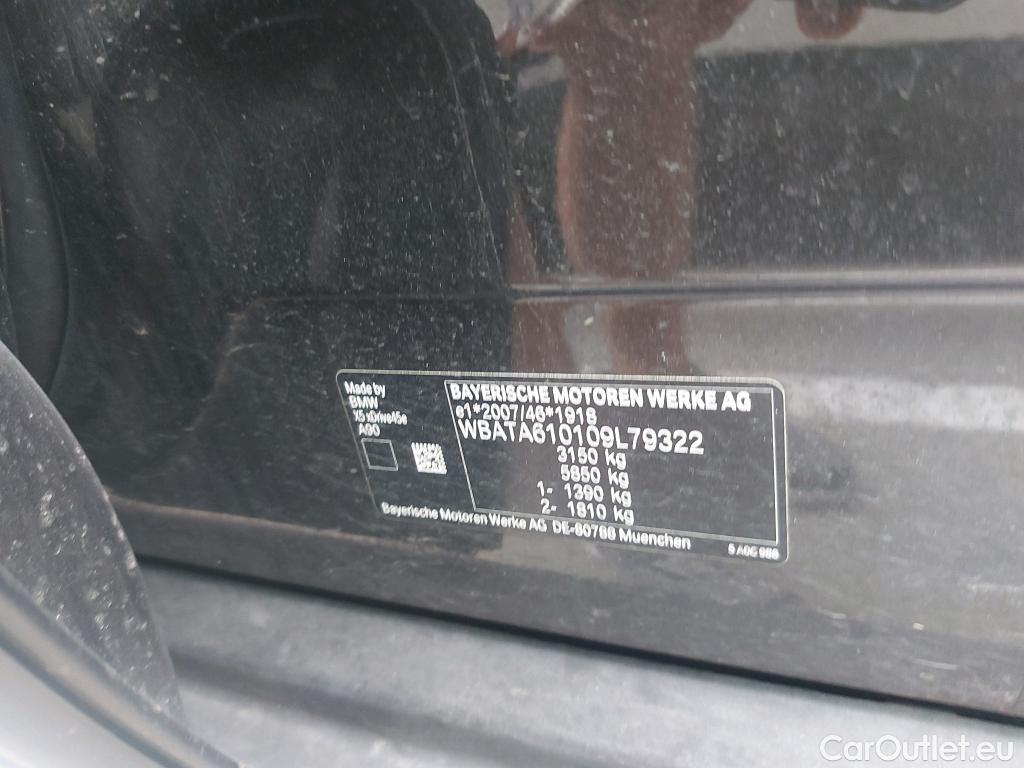 Made by
BMW
X5 xDrive45e
A90
BAYERISCHE MOTOREN WERKE AG
e1*2007/46*1918
WBATA610109L79322
3150 kg
5850 kg
1- 1390 kg
2- 1810 kg
Bayerische Motoren Werke AG DE-80788 Muenchen
CarOutlet.eu